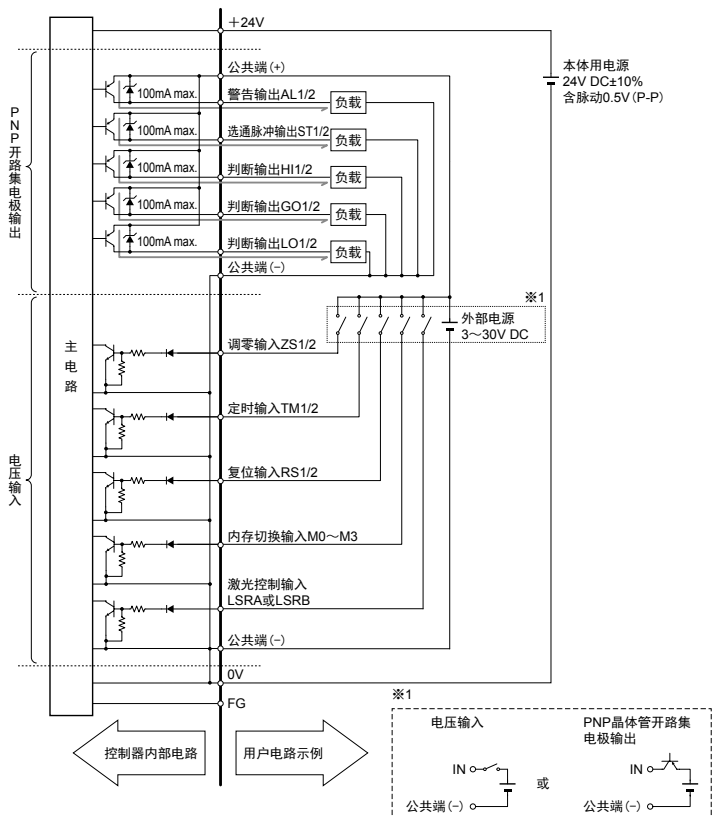 +24V
公共端(+)
本体用电源
24V DC±10%
含脉动0.5V(P-P)
PNP开路集电极输出
100mA max.
警告输出AL1/2
负载
100mA max.
选通脉冲输出ST1/2
负载
100mA max.
判断输出HI1/2
负载
100mA max.
判断输出GO1/2
负载
100mA max.
判断输出LO1/2
负载
公共端(-)
※1
外部电源
3~30V DC
主电路
调零输入ZS1/2
定时输入TM1/2
电压输入
复位输入RS1/2
内存切换输入M0~M3
激光控制输入
LSRA或LSRB
公共端(-)
0V
FG
控制器内部电路
用户电路示例
※1
电压输入
PNP晶体管开路集
电极输出
IN
或
IN
公共端(-)
公共端(-)